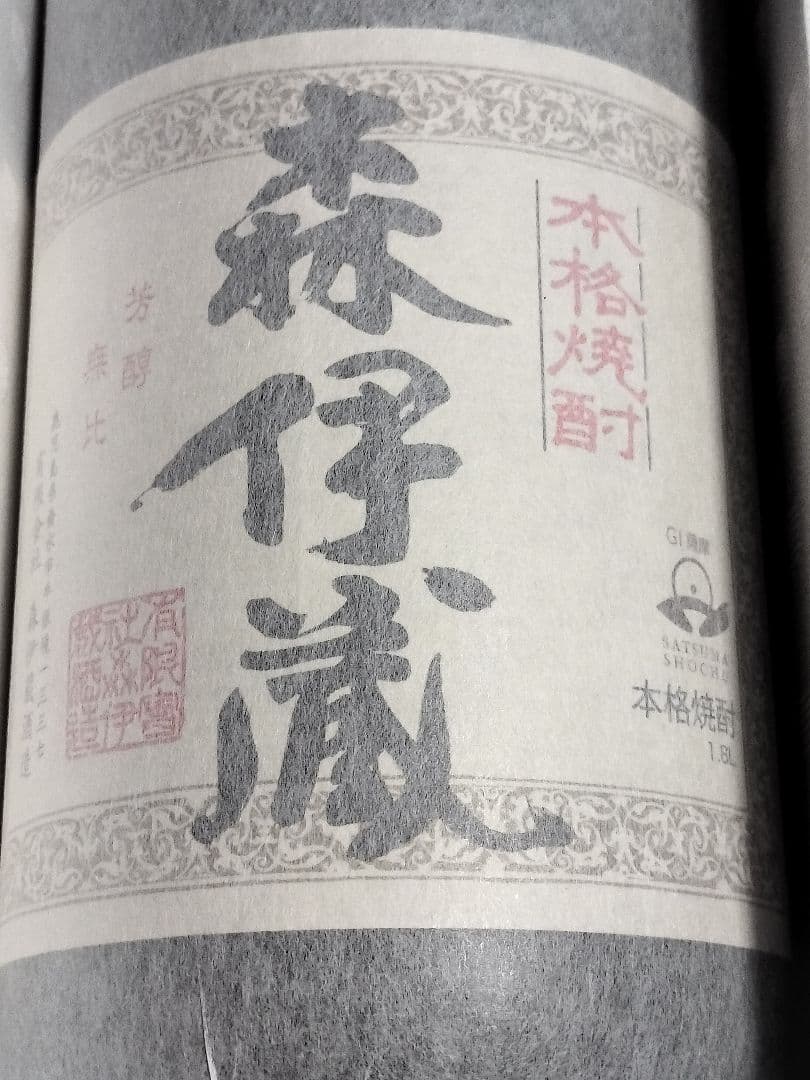 本格焼酎
森伊蔵
芳醇
無比
GI薩摩
SATSUMA
SHOCHU
本格焼酎
1.8L
有限會
社森伊
蔵酒造